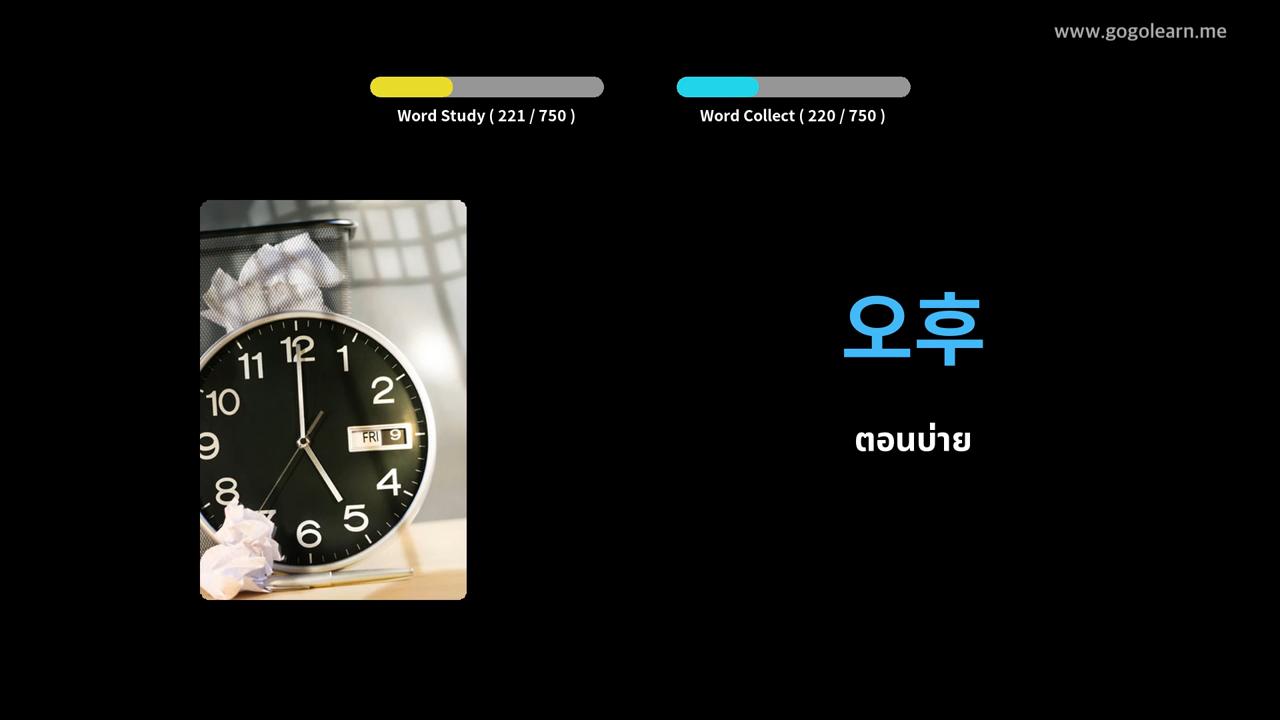 www.gogolearn.me
Word Study ( 221 / 750 )
Word Collect ( 220 / 750 )
오후
ตอนบ่าย
12
11
1
10
2
9
FRI 9
8
4
7
5
6